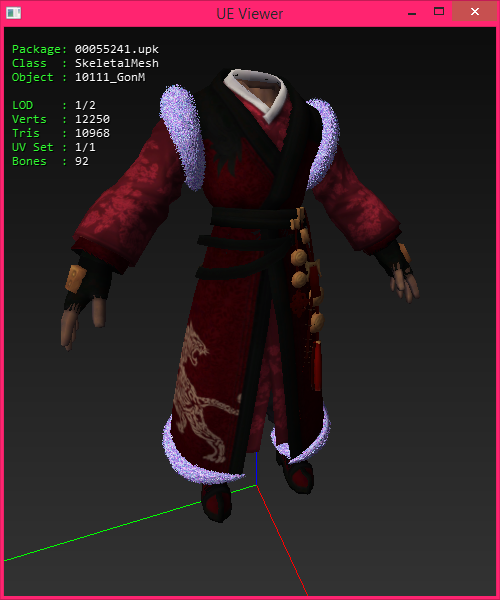 UE Viewer
Package: 00055241.upk
Class  : SkeletalMesh
Object : 10111_GonM
LOD    : 1/2
Verts  : 12250
Tris   : 10968
UV Set : 1/1
Bones  : 92